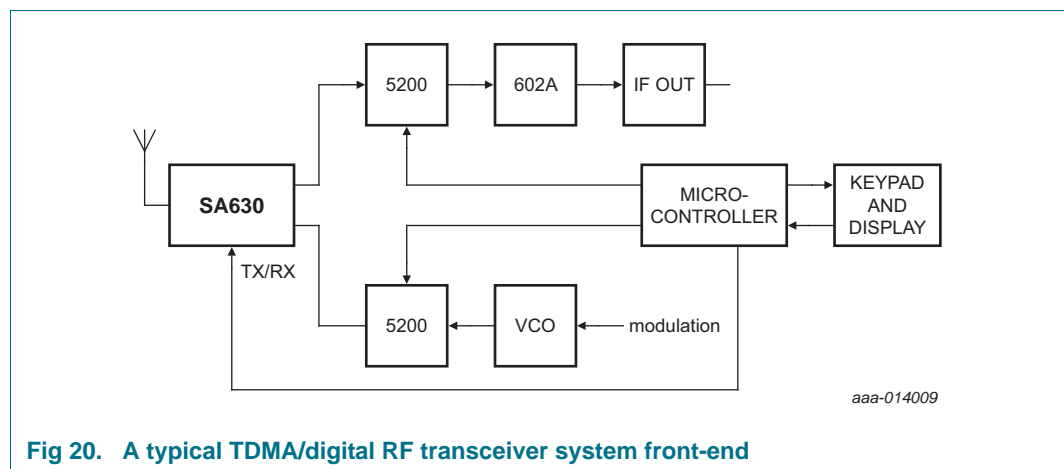 5200
602A
IF OUT
SA630
MICRO-
CONTROLLER
KEYPAD
AND
DISPLAY
TX/RX
5200
VCO
modulation
aaa-014009
Fig 20. A typical TDMA/digital RF transceiver system front-end